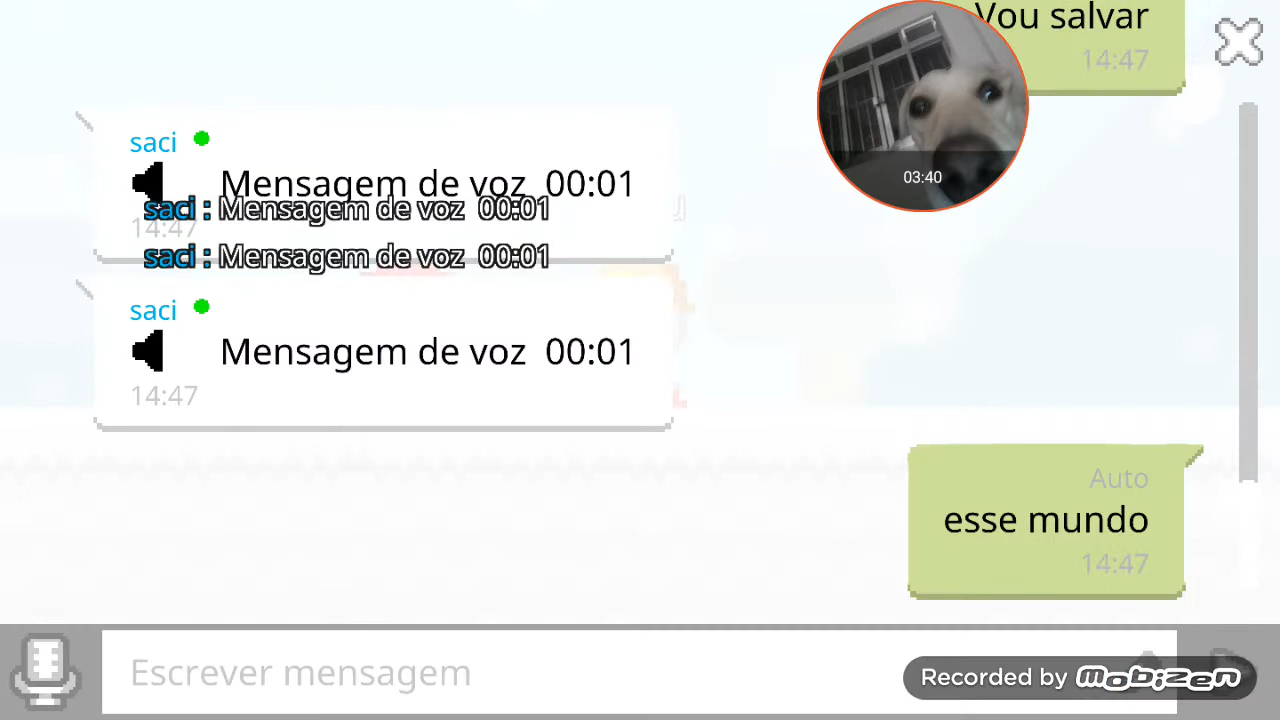 Vou salvar
14:47
03:40
saci
Mensagem de voz 00:01
saci : Mensagem de voz 00:01
14:47
saci : Mensagem de voz 00:01
saci
Mensagem de voz 00:01
14:47
Auto
esse mundo
14:47
Escrever mensagem
Recorded by mobizen